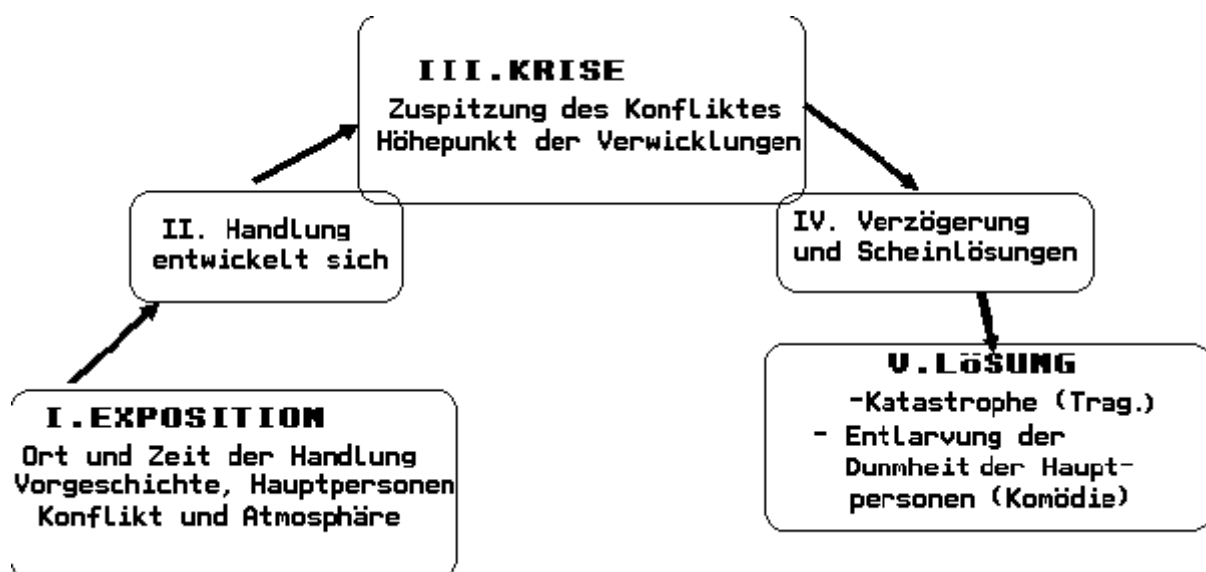 III.KRISE
Zuspitzung des Konfliktes
Höhepunkt der Verwicklungen
II. Handlung
entwickelt sich
IV. Verzögerung
und Scheinlösungen
I.EXPOSITION
Ort und Zeit der Handlung
Vorgeschichte, Hauptpersonen
Konflikt und Atmosphäre
V.LöSUNG
-Katastrophe (Trag.)
- Entlarvung der
Dunmheit der Haupt-
personen (Komödie)